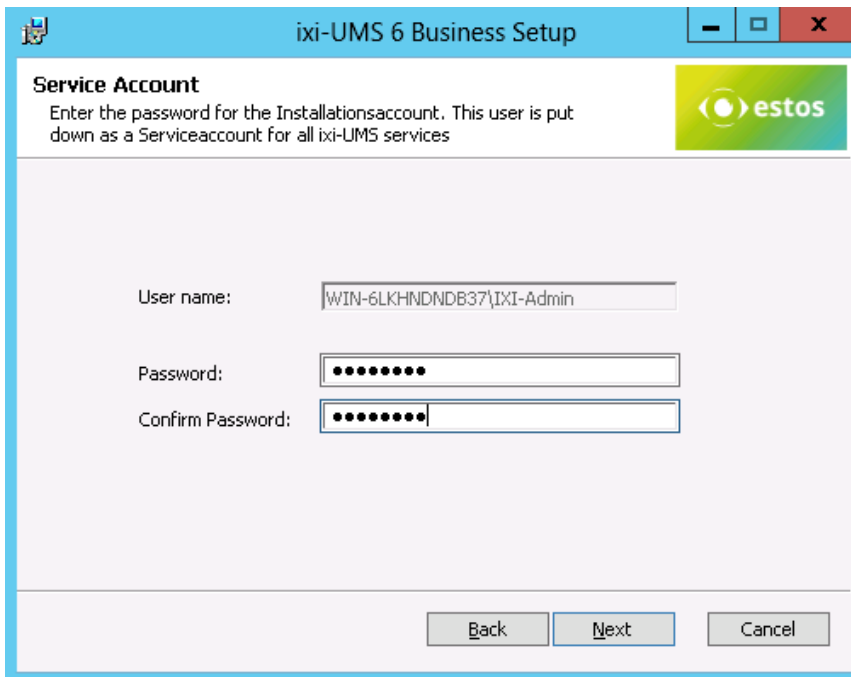 ixi-UMS 6 Business Setup
Service Account
Enter the password for the Installationsaccount. This user is put
down as a Serviceaccount for all ixi-UMS services
estos
User name:
WIN-6LKHNDNDB37\IXI-Admin
Password:
●●●●●●●●
Confirm Password:
●●●●●●●●
Back
Next
Cancel